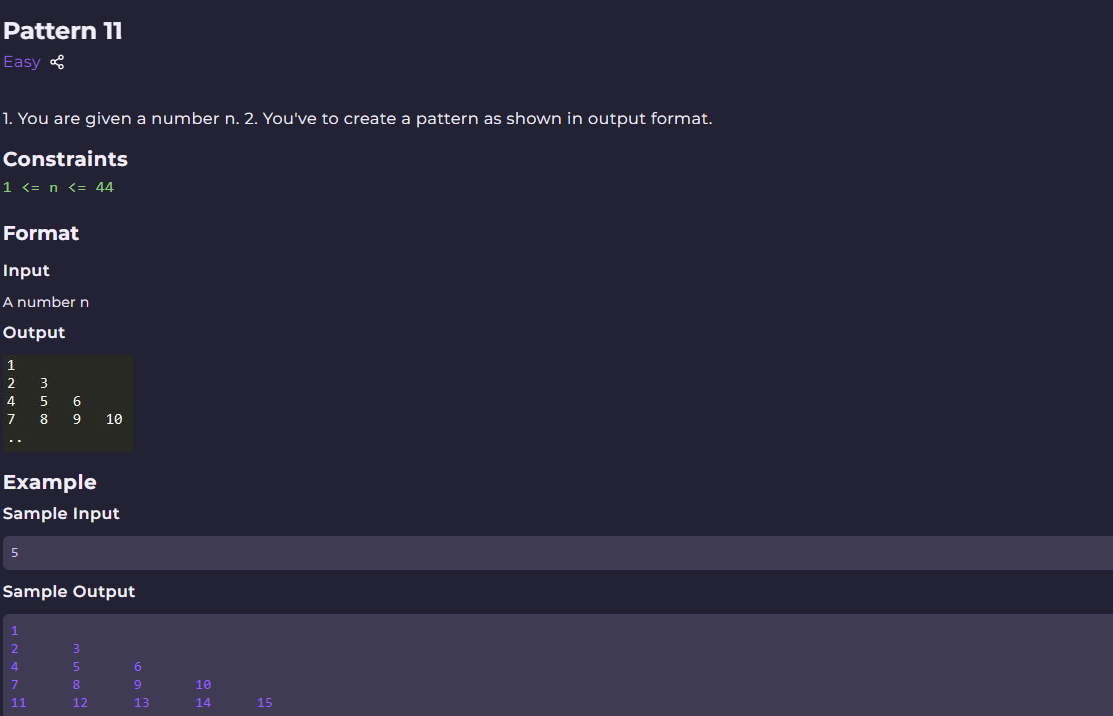 Pattern 11
Easy
1. You are given a number n. 2. You've to create a pattern as shown in output format.
Constraints
1 <= n <= 44
Format
Input
A number n
Output
1
2 3
4 5 6
7 8 9 10
..
Example
Sample Input
5
Sample Output
1
2 3
4 5 6
7 8 9 10
11 12 13 14 15